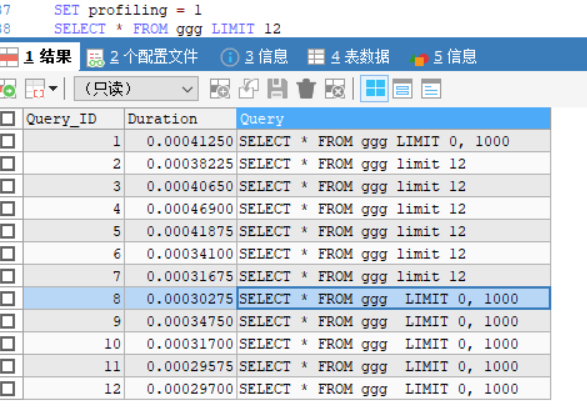 37 SET profiling = 1
38 SELECT * FROM ggg LIMIT 12
1 结果 2 个配置文件 3 信息 4 表数据 5 信息
(只读)
Query_ID Duration Query
1 0.00041250 SELECT * FROM ggg LIMIT 0, 1000
2 0.00038225 SELECT * FROM ggg limit 12
3 0.00040650 SELECT * FROM ggg limit 12
4 0.00046900 SELECT * FROM ggg limit 12
5 0.00041875 SELECT * FROM ggg limit 12
6 0.00034100 SELECT * FROM ggg limit 12
7 0.00031675 SELECT * FROM ggg limit 12
8 0.00030275 SELECT * FROM ggg  LIMIT 0, 1000
9 0.00034750 SELECT * FROM ggg  LIMIT 0, 1000
10 0.00031700 SELECT * FROM ggg  LIMIT 0, 1000
11 0.00029575 SELECT * FROM ggg  LIMIT 0, 1000
12 0.00029700 SELECT * FROM ggg  LIMIT 0, 1000